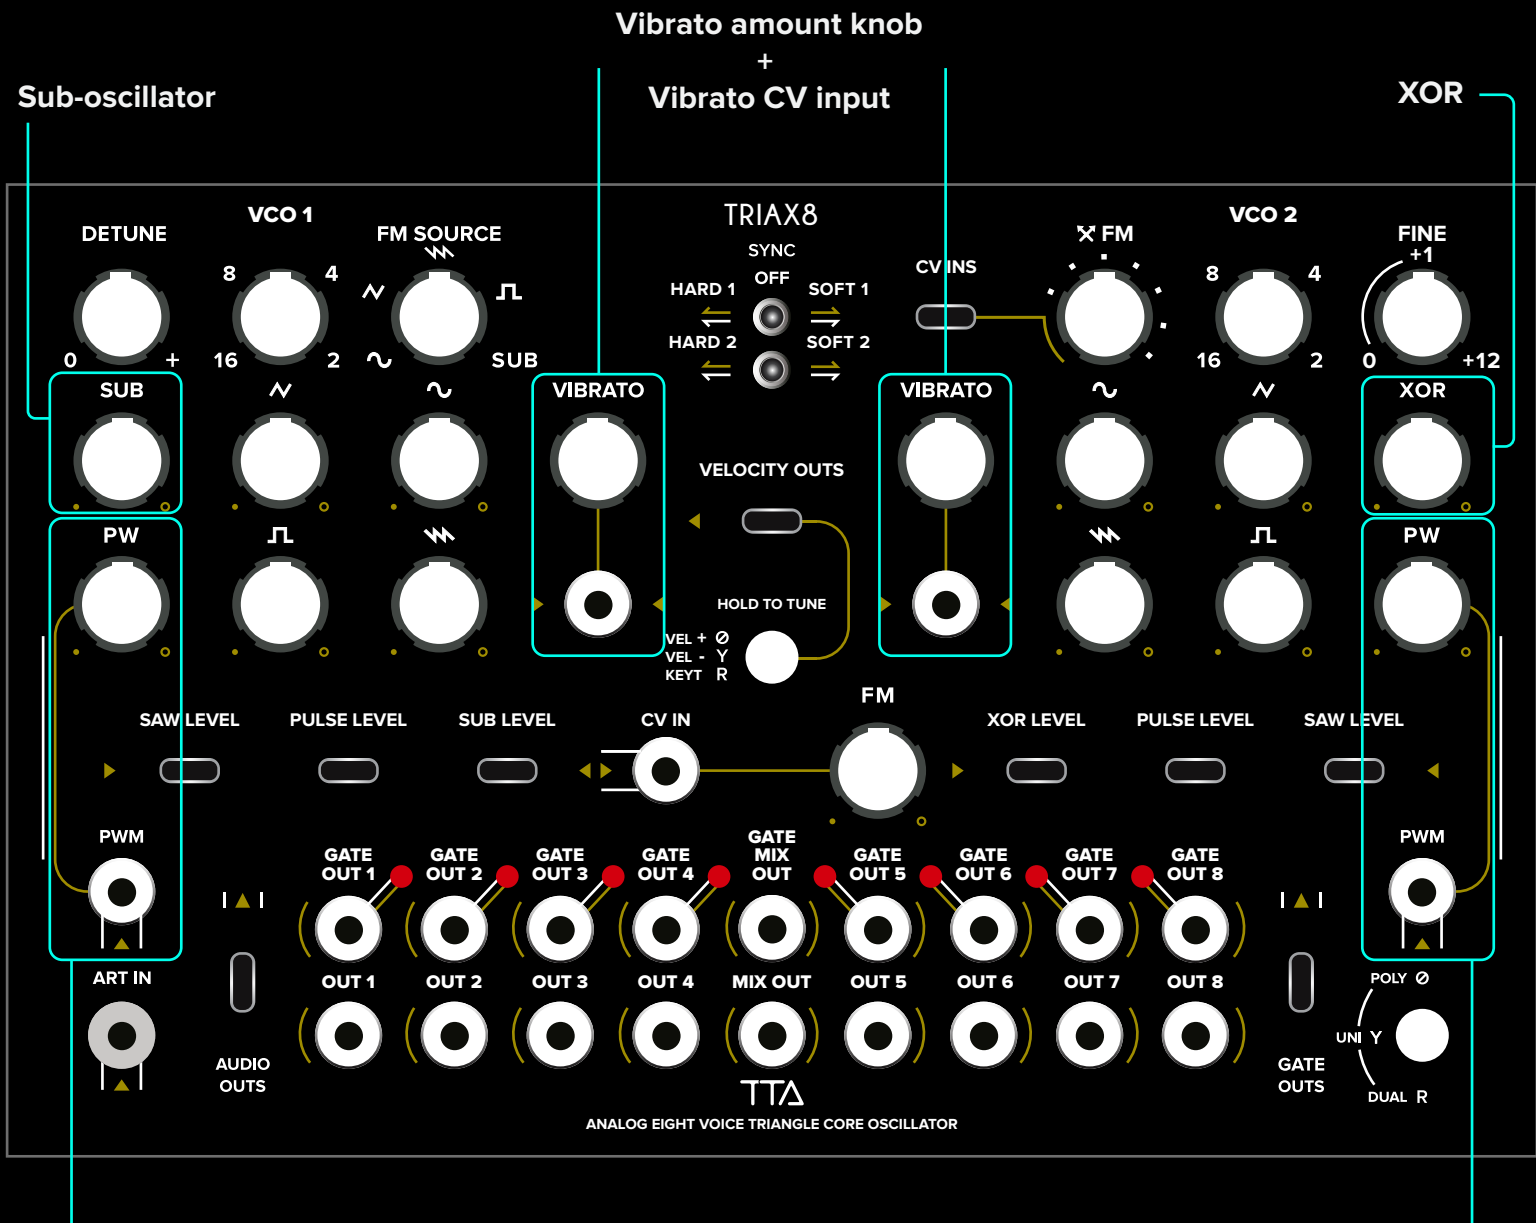 Vibrato amount knob
+
Vibrato CV input
Sub-oscillator
XOR
VCO 1
TRIAX8
VCO 2
DETUNE
FM SOURCE
SYNC
FM
FINE
OFF
CV INS
+1
8
4
HARD 1
SOFT 1
8
4
HARD 2
SOFT 2
0
+
16
2
SUB
16
2
0
+12
SUB
VIBRATO
VIBRATO
XOR
VELOCITY OUTS
PW
PW
HOLD TO TUNE
VEL + Ø
VEL - Y
KEYT R
FM
SAW LEVEL
PULSE LEVEL
SUB LEVEL
CV IN
XOR LEVEL
PULSE LEVEL
SAW LEVEL
PWM
PWM
GATE
OUT 1
GATE
OUT 2
GATE
OUT 3
GATE
OUT 4
GATE
MIX
OUT
GATE
OUT 5
GATE
OUT 6
GATE
OUT 7
GATE
OUT 8
ART IN
OUT 1
OUT 2
OUT 3
OUT 4
MIX OUT
OUT 5
OUT 6
OUT 7
OUT 8
POLY Ø
UNI Y
DUAL R
AUDIO
OUTS
GATE
OUTS
TTA
ANALOG EIGHT VOICE TRIANGLE CORE OSCILLATOR